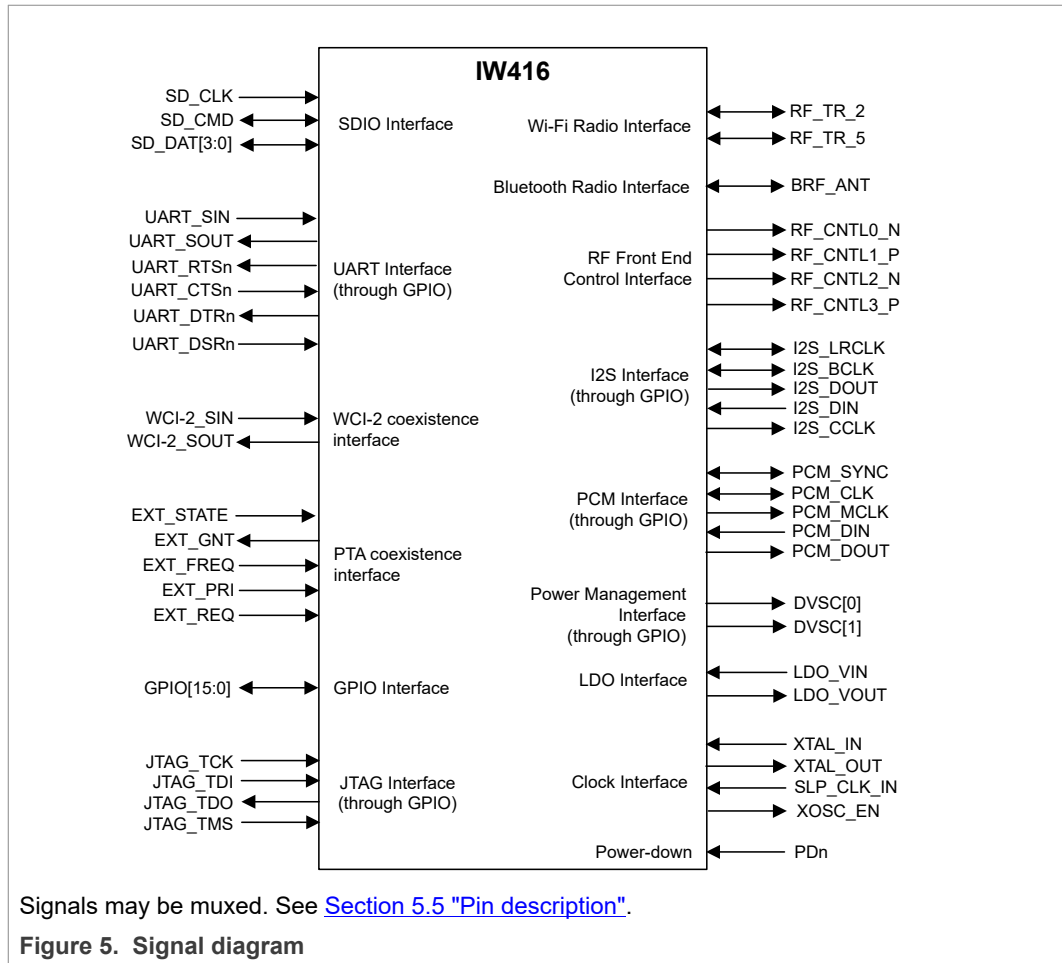 IW416
SD_CLK
SD_CMD
SD_DAT[3:0]
SDIO Interface
UART_SIN
UART_SOUT
UART_RTSn
UART_CTSn
UART_DTRn
UART_DSRn
UART Interface
(through GPIO)
WCI-2_SIN
WCI-2_SOUT
WCI-2 coexistence
interface
EXT_STATE
EXT_GNT
EXT_FREQ
EXT_PRI
EXT_REQ
PTA coexistence
interface
GPIO[15:0]
GPIO Interface
JTAG_TCK
JTAG_TDI
JTAG_TDO
JTAG_TMS
JTAG Interface
(through GPIO)
Wi-Fi Radio Interface
RF_TR_2
RF_TR_5
Bluetooth Radio Interface
BRF_ANT
RF Front End
Control Interface
RF_CNTL0_N
RF_CNTL1_P
RF_CNTL2_N
RF_CNTL3_P
I2S Interface
(through GPIO)
I2S_LRCLK
I2S_BCLK
I2S_DOUT
I2S_DIN
I2S_CCLK
PCM Interface
(through GPIO)
PCM_SYNC
PCM_CLK
PCM_MCLK
PCM_DIN
PCM_DOUT
Power Management
Interface
(through GPIO)
DVSC[0]
DVSC[1]
LDO Interface
LDO_VIN
LDO_VOUT
Clock Interface
XTAL_IN
XTAL_OUT
SLP_CLK_IN
XOSC_EN
Power-down
PDn
Signals may be muxed. See Section 5.5 "Pin description".
Figure 5. Signal diagram